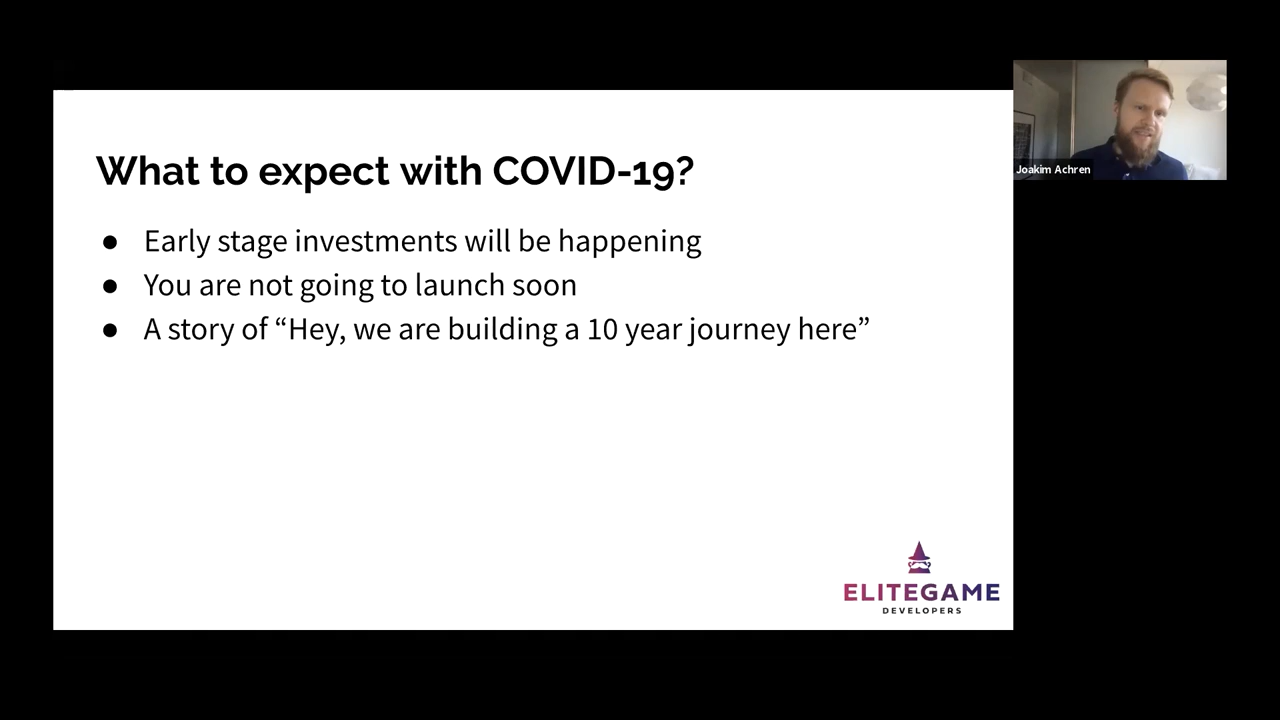 What to expect with COVID-19?
● Early stage investments will be happening
● You are not going to launch soon
● A story of “Hey, we are building a 10 year journey here”
Joakim Achren
ELITEGAME
DEVELOPERS